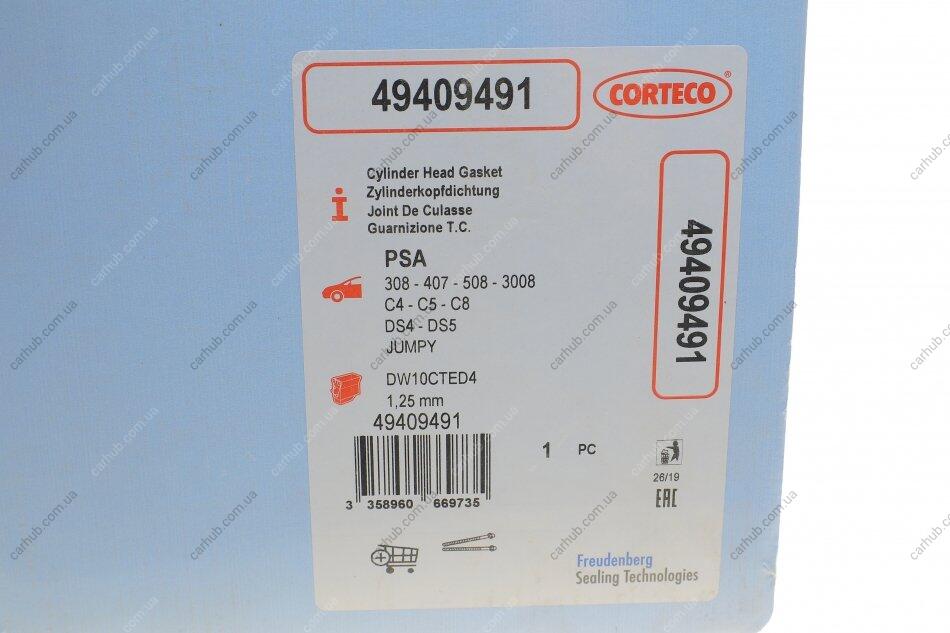 49409491
CORTECO®
Cylinder Head Gasket
Zylinderkopfdichtung
Joint De Culasse
Guarnizione T.C.
PSA
308 - 407 - 508 - 3008
C4 - C5 - C8
DS4 - DS5
JUMPY
DW10CTED4
1,25 mm
49409491
3 358960 669735
1 PC
49409491
26/19
EAC
Freudenberg
Sealing Technologies
carhub.com.ua